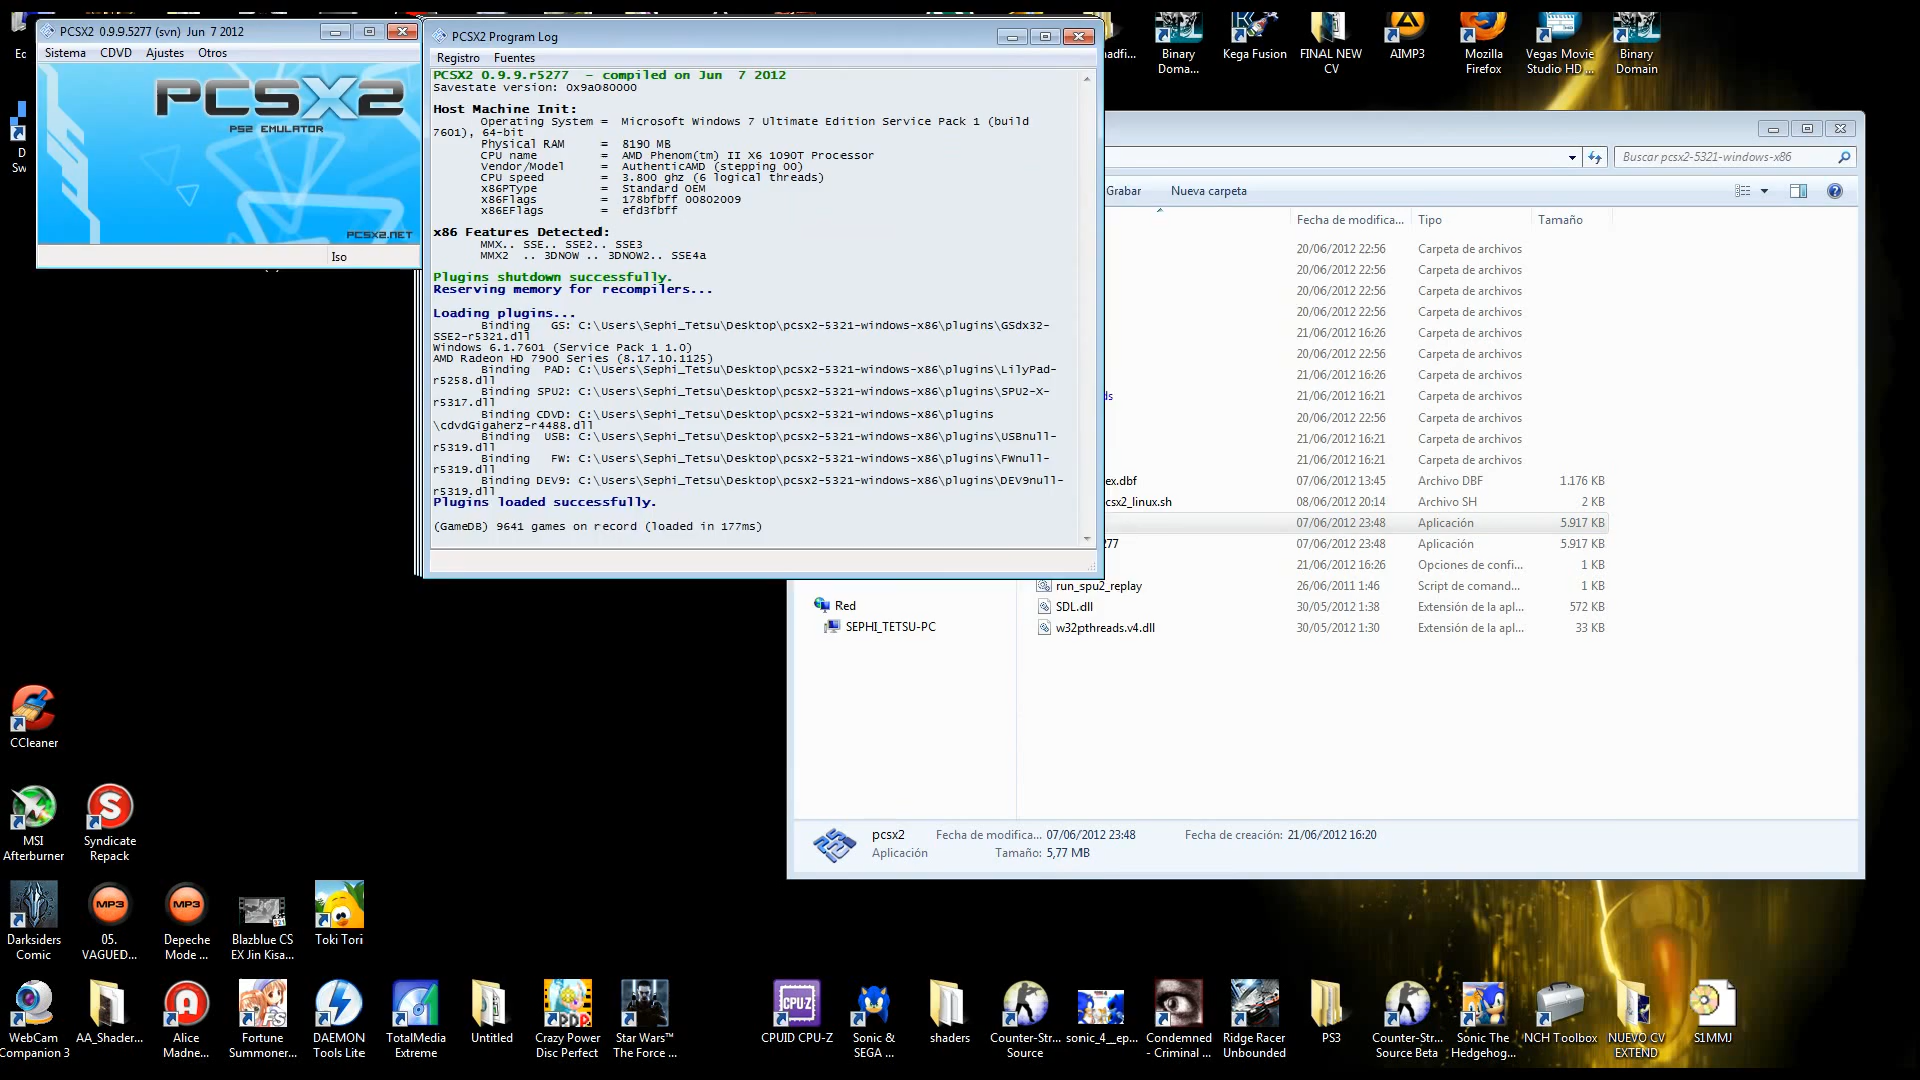 PCSX2 0.9.9.5277 (svn) Jun 7 2012
Sistema CDVD Ajustes Otros
PCSX2
PS2 EMULATOR
PCSX2.NET
Iso
PCSX2 Program Log
Registro Fuentes
PCSX2 0.9.9.r5277 - compiled on Jun 7 2012
Savestate version: 0x9a080000
Host Machine Init:
Operating System = Microsoft Windows 7 Ultimate Edition Service Pack 1 (build
7601), 64-bit
Physical RAM = 8190 MB
CPU name = AMD Phenom(tm) II X6 1090T Processor
Vendor/Model = AuthenticAMD (stepping 00)
CPU speed = 3.800 ghz (6 logical threads)
x86PType = Standard OEM
x86Flags = 178bfbff 00802009
x86EFlags = efd3fbff
x86 Features Detected:
MMX.. SSE.. SSE2.. SSE3
MMX2 .. 3DNOW .. 3DNOW2.. SSE4a
Plugins shutdown successfully.
Reserving memory for recompilers...
Loading plugins...
Binding GS: C:\Users\Sephi_Tetsu\Desktop\pcsx2-5321-windows-x86\plugins\GSdx32-
SSE2-r5321.dll
Windows 6.1.7601 (Service Pack 1 1.0)
AMD Radeon HD 7900 Series (8.17.10.1125)
Binding PAD: C:\Users\Sephi_Tetsu\Desktop\pcsx2-5321-windows-x86\plugins\LilyPad-
r5258.dll
Binding SPU2: C:\Users\Sephi_Tetsu\Desktop\pcsx2-5321-windows-x86\plugins\SPU2-X-
r5317.dll
Binding CDVD: C:\Users\Sephi_Tetsu\Desktop\pcsx2-5321-windows-x86\plugins
\cdvdGigaherz-r4488.dll
Binding USB: C:\Users\Sephi_Tetsu\Desktop\pcsx2-5321-windows-x86\plugins\USBnull-
r5319.dll
Binding FW: C:\Users\Sephi_Tetsu\Desktop\pcsx2-5321-windows-x86\plugins\FWnull-
r5319.dll
Binding DEV9: C:\Users\Sephi_Tetsu\Desktop\pcsx2-5321-windows-x86\plugins\DEV9null-
r5319.dll
Plugins loaded successfully.
(GameDB) 9641 games on record (loaded in 177ms)
Binary
Doma...
Kega Fusion
FINAL NEW
CV
AIMP3
Mozilla
Firefox
Vegas Movie
Studio HD ...
Binary
Domain
Buscar pcsx2-5321-windows-x86
Grabar Nueva carpeta
Fecha de modifica... Tipo Tamaño
20/06/2012 22:56 Carpeta de archivos
20/06/2012 22:56 Carpeta de archivos
20/06/2012 22:56 Carpeta de archivos
20/06/2012 22:56 Carpeta de archivos
21/06/2012 16:26 Carpeta de archivos
20/06/2012 22:56 Carpeta de archivos
21/06/2012 16:26 Carpeta de archivos
ds 21/06/2012 16:21 Carpeta de archivos
20/06/2012 22:56 Carpeta de archivos
21/06/2012 16:21 Carpeta de archivos
21/06/2012 16:21 Carpeta de archivos
ex.dbf 07/06/2012 13:45 Archivo DBF 1.176 KB
csx2_linux.sh 08/06/2012 20:14 Archivo SH 2 KB
07/06/2012 23:48 Aplicación 5.917 KB
77 07/06/2012 23:48 Aplicación 5.917 KB
21/06/2012 16:26 Opciones de confi... 1 KB
run_spu2_replay 26/06/2011 1:46 Script de comand... 1 KB
SDL.dll 30/05/2012 1:38 Extensión de la apl... 572 KB
w32pthreads.v4.dll 30/05/2012 1:30 Extensión de la apl... 33 KB
Red
SEPHI_TETSU-PC
pcsx2 Fecha de modifica... 07/06/2012 23:48 Fecha de creación: 21/06/2012 16:20
Aplicación Tamaño: 5,77 MB
CCleaner
MSI
Afterburner
Syndicate
Repack
Darksiders
Comic
MP3
05.
VAGUED...
MP3
Depeche
Mode ...
Blazblue CS
EX Jin Kisa...
Toki Tori
WebCam
Companion 3
AA_Shader...
Alice
Madne...
Fortune
Summoner...
DAEMON
Tools Lite
TotalMedia
Extreme
Untitled
Crazy Power
Disc Perfect
Star Wars™
The Force ...
CPU-Z
CPUID CPU-Z
Sonic &
SEGA ...
shaders
Counter-Str...
Source
sonic_4__ep...
Condemned
- Criminal ...
Ridge Racer
Unbounded
PS3
Counter-Str...
Source Beta
Sonic The
Hedgehog...
NCH Toolbox
NUEVO CV
EXTEND
S1MMJ